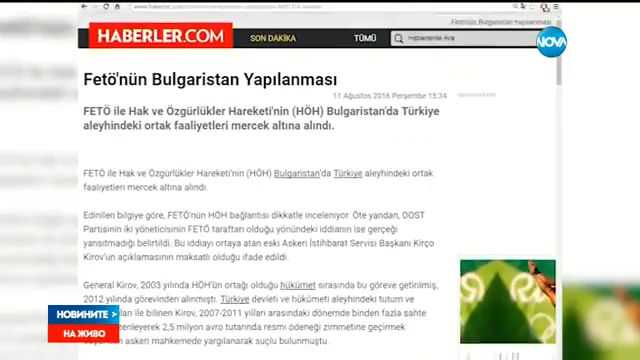 Fetö'nün Bulgaristan Yapılanması
HABERLER.COM
SON DAKİKA
TÜMÜ
Haberlerde Ara
NOVA
Fetö'nün Bulgaristan Yapılanması
11 Ağustos 2016 Perşembe 15:34
FETÖ ile Hak ve Özgürlükler Hareketi'nin (HÖH) Bulgaristan'da Türkiye
aleyhindeki ortak faaliyetleri mercek altına alındı.
FETÖ ile Hak ve Özgürlükler Hareketi'nin (HÖH) Bulgaristan'da Türkiye aleyhindeki ortak
faaliyetleri mercek altına alındı.
Edinilen bilgiye göre, FETÖ'nün HÖH bağlantısı dikkatle inceleniyor. Öte yandan, DOST
Partisinin iki yöneticisinin FETÖ taraftarı olduğu yönündeki iddianın ise gerçeği
yansıtmadığı belirtildi. Bu iddiayı ortaya atan eski Askeri İstihbarat Servisi Başkanı Kirço
Kirov'un açıklamasının maksatlı olduğu ifade edildi.
General Kirov, 2003 yılında HÖH'ün ortağı olduğu hükümet sırasında bu göreve getirilmiş,
2012 yılında görevinden alınmıştı. Türkiye devleti ve hükümeti aleyhindeki tutum ve
ile bilinen Kirov, 2007-2011 yılları arasındaki dönemde binden fazla sahte
2,5 milyon avro tutarında resmi ödeneği zimmetine geçirmek
askeri mahkemede yargılanarak suçlu bulunmuştu.
НОВИНИТЕ
НА ЖИВО